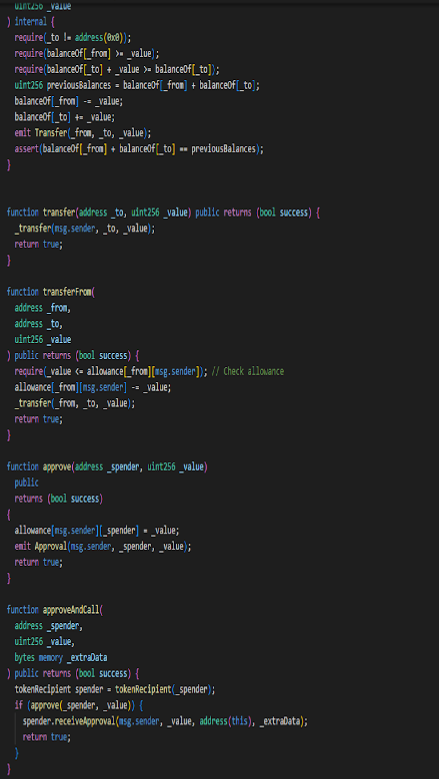 uint256 _value
) internal {
require(_to != address(0x0));
require(balanceOf[_from] >= _value);
require(balanceOf[_to] + _value >= balanceOf[_to]);
uint256 previousBalances = balanceOf[_from] + balanceOf[_to];
balanceOf[_from] -= _value;
balanceOf[_to] += _value;
emit Transfer(_from, _to, _value);
assert(balanceOf[_from] + balanceOf[_to] == previousBalances);
}
function transfer(address _to, uint256 _value) public returns (bool success) {
_transfer(msg.sender, _to, _value);
return true;
}
function transferFrom(
address _from,
address _to,
uint256 _value
) public returns (bool success) {
require(_value <= allowance[_from][msg.sender]); // Check allowance
allowance[_from][msg.sender] -= _value;
_transfer(_from, _to, _value);
return true;
}
function approve(address _spender, uint256 _value)
public
returns (bool success)
{
allowance[msg.sender][_spender] = _value;
emit Approval(msg.sender, _spender, _value);
return true;
}
function approveAndCall(
address _spender,
uint256 _value,
bytes memory _extraData
) public returns (bool success) {
tokenRecipient spender = tokenRecipient(_spender);
if (approve(_spender, _value)) {
spender.receiveApproval(msg.sender, _value, address(this), _extraData);
return true;
}
}